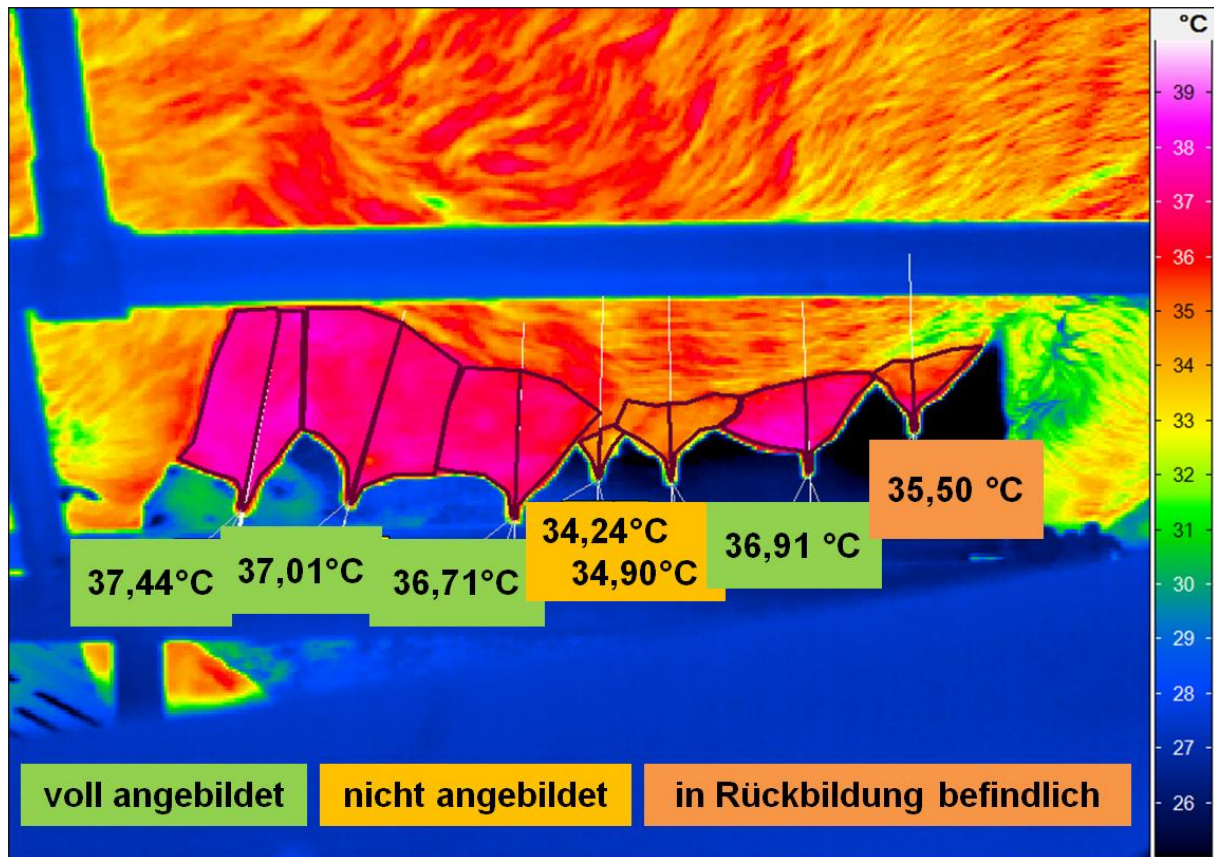 °C
39
38
37
36
35
34
33
32
31
30
29
28
27
26
37,44°C
37,01°C
36,71°C
34,24°C
34,90°C
36,91 °C
35,50 °C
voll angebildet
nicht angebildet
in Rückbildung befindlich